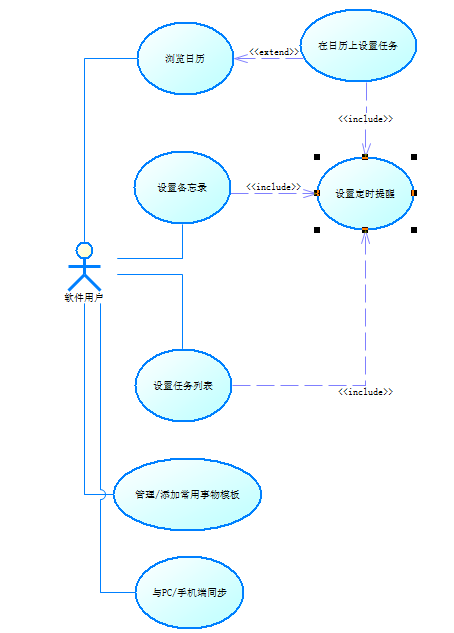 在日历上设置任务
<<extend>>
浏览日历
<<include>>
设置备忘录
<<include>>
设置定时提醒
软件用户
设置任务列表
<<include>>
管理/添加常用事物模板
与PC/手机端同步